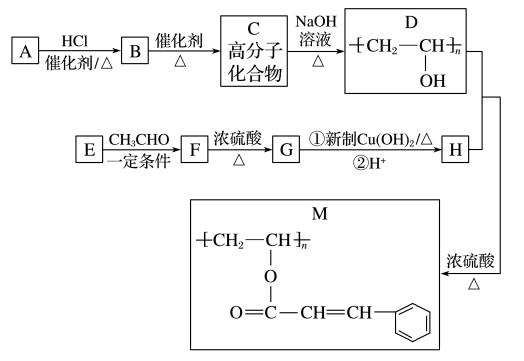 A HCl 催化剂/△ B 催化剂 △ C 高分子化合物 NaOH 溶液 △ D
⁅CH₂—CH⁆ₙ
OH
E CH₃CHO 一定条件 F 浓硫酸 △ G ①新制Cu(OH)₂/△ ②H⁺ H
浓硫酸
△
M
⁅CH₂—CH⁆ₙ
O
O=C—CH=CH—